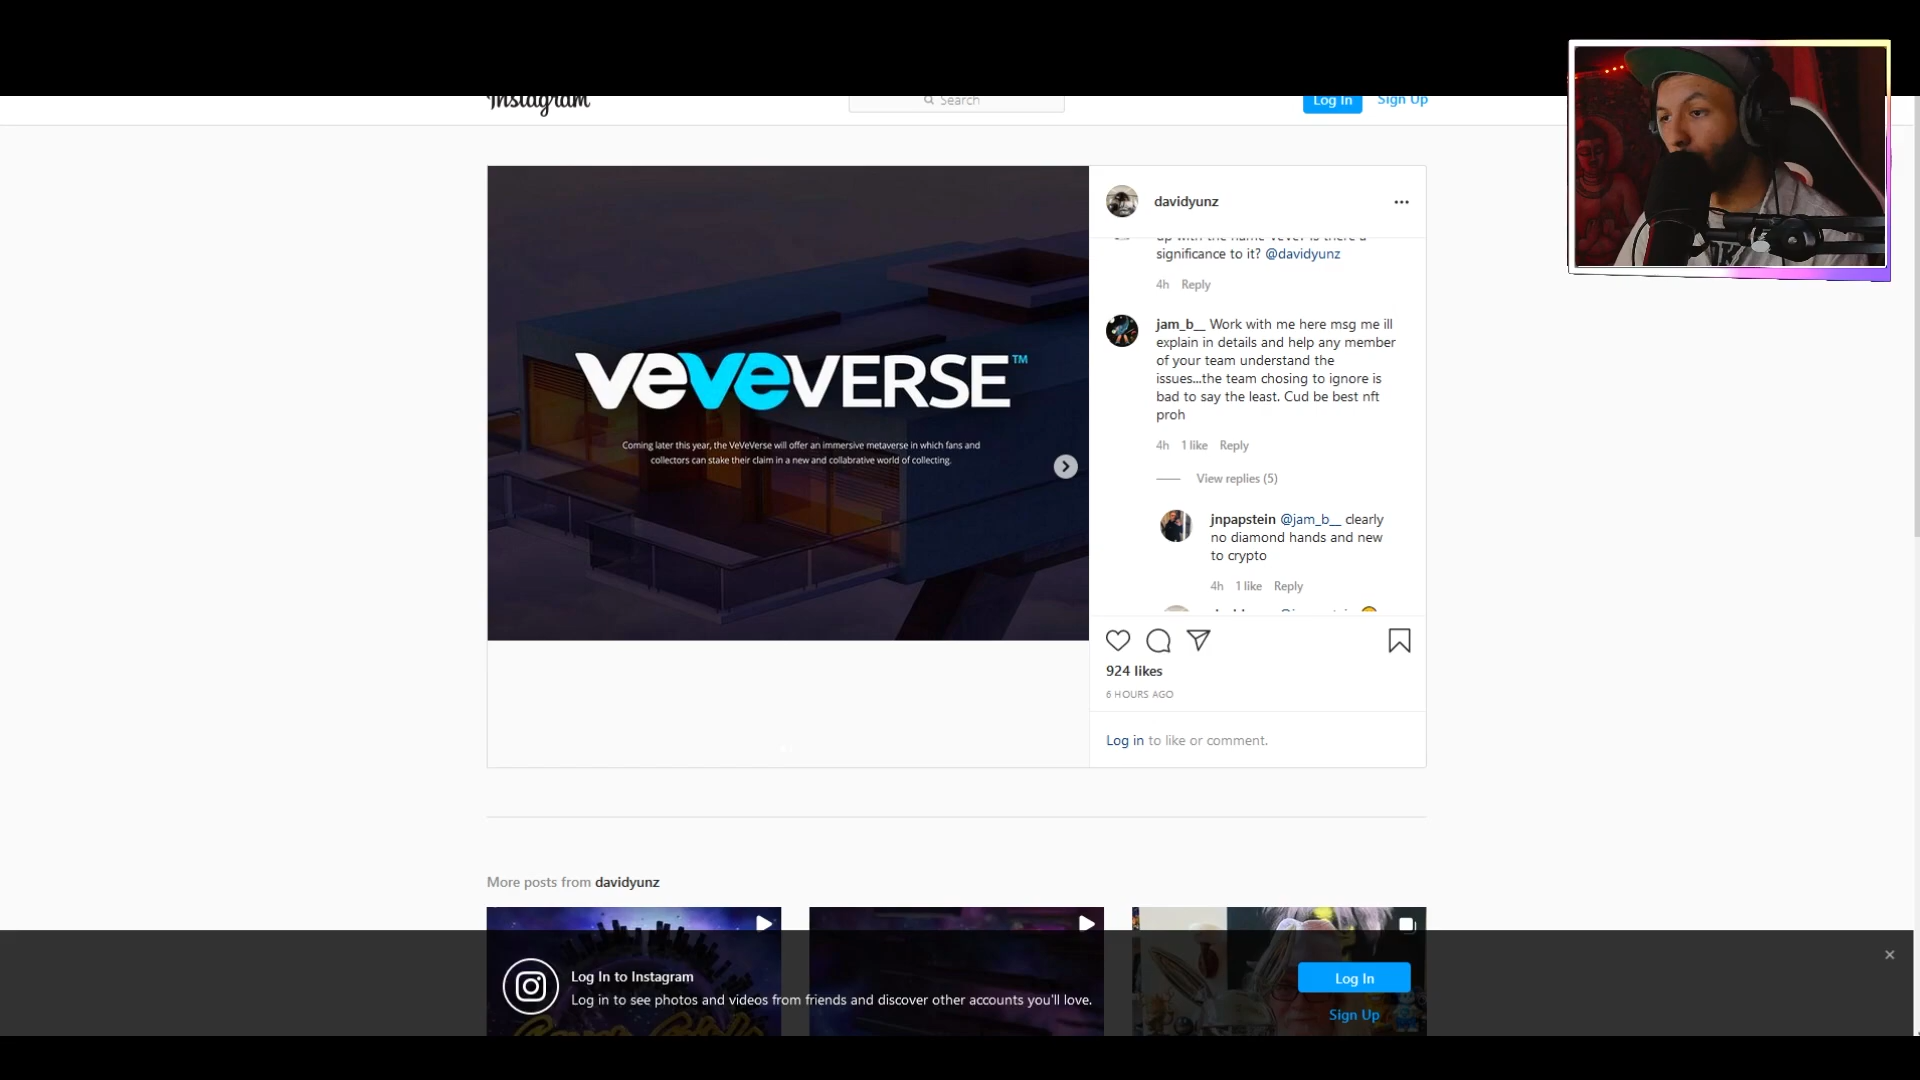 Instagram
Search
Log In
Sign Up
davidyunz
significance to it? @davidyunz
4h Reply
jam_b__ Work with me here msg me ill
explain in details and help any member
of your team understand the
issues...the team chosing to ignore is
bad to say the least. Cud be best nft
proh
4h 1 like Reply
View replies (5)
jnpapstein @jam_b__ clearly
no diamond hands and new
to crypto
4h 1 like Reply
924 likes
6 HOURS AGO
Log in to like or comment.
VEVEVERSE™
Coming later this year, the VeVeVerse will offer an immersive metaverse in which fans and
collectors can stake their claim in a new and collabrative world of collecting.
More posts from davidyunz
Log In to Instagram
Log in to see photos and videos from friends and discover other accounts you'll love.
Log In
Sign Up